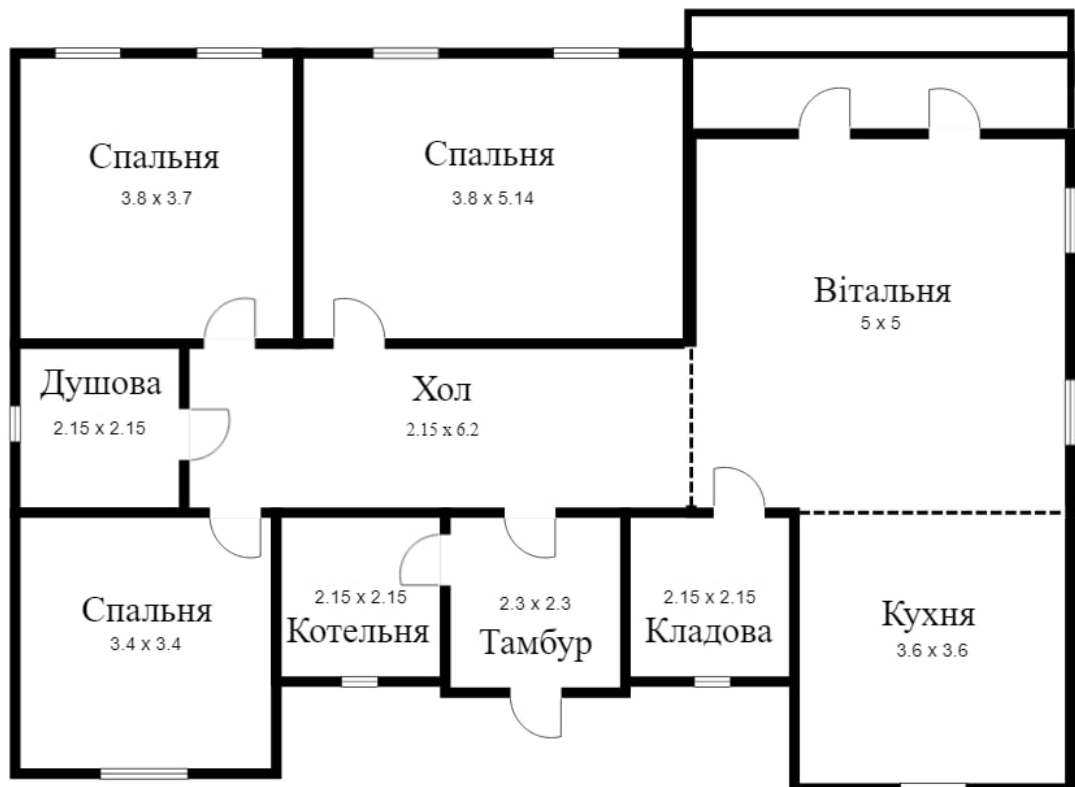 Спальня
3.8 x 3.7
Спальня
3.8 x 5.14
Вітальня
5 x 5
Душова
2.15 x 2.15
Хол
2.15 x 6.2
Спальня
3.4 x 3.4
2.15 x 2.15
Котельня
2.3 x 2.3
Тамбур
2.15 x 2.15
Кладова
Кухня
3.6 x 3.6